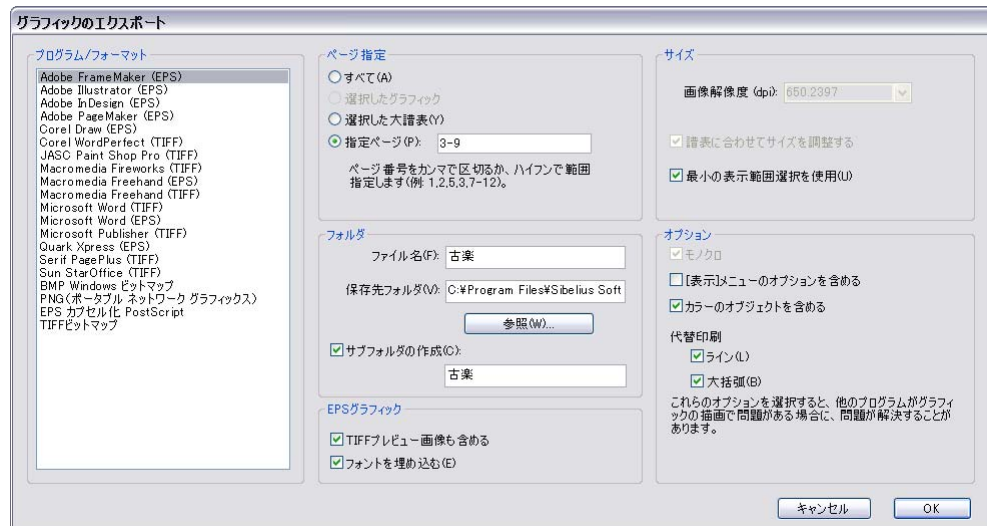 グラフィックのエクスポート
プログラム/フォーマット
Adobe FrameMaker (EPS)
Adobe Illustrator (EPS)
Adobe InDesign (EPS)
Adobe PageMaker (EPS)
Corel Draw (EPS)
Corel WordPerfect (TIFF)
JASC Paint Shop Pro (TIFF)
Macromedia Fireworks (TIFF)
Macromedia Freehand (EPS)
Macromedia Freehand (TIFF)
Microsoft Word (TIFF)
Microsoft Word (EPS)
Microsoft Publisher (TIFF)
Quark Xpress (EPS)
Serif PagePlus (TIFF)
Sun StarOffice (TIFF)
BMP Windows ビットマップ
PNG(ポータブル ネットワーク グラフィックス)
EPS カプセル化 PostScript
TIFFビットマップ
ページ指定
すべて(A)
選択したグラフィック
選択した大譜表(Y)
指定ページ(P): 3-9
ページ番号をカンマで区切るか、ハイフンで範囲
指定します(例: 1,2,5,3,7-12)。
フォルダ
ファイル名(F): 古楽
保存先フォルダ(V): C:¥Program Files¥Sibelius Soft
参照(W)...
サブフォルダの作成(C):
古楽
EPSグラフィック
TIFFプレビュー画像も含める
フォントを埋め込む(E)
サイズ
画像解像度 (dpi): 650.2397
譜表に合わせてサイズを調整する
最小の表示範囲選択を使用(U)
オプション
モノクロ
[表示]メニューのオプションを含める
カラーのオブジェクトを含める
代替印刷
ライン(L)
大括弧(B)
これらのオプションを選択すると、他のプログラムがグラフィ
ックの描画で問題がある場合に、問題が解決することが
あります。
キャンセル
OK